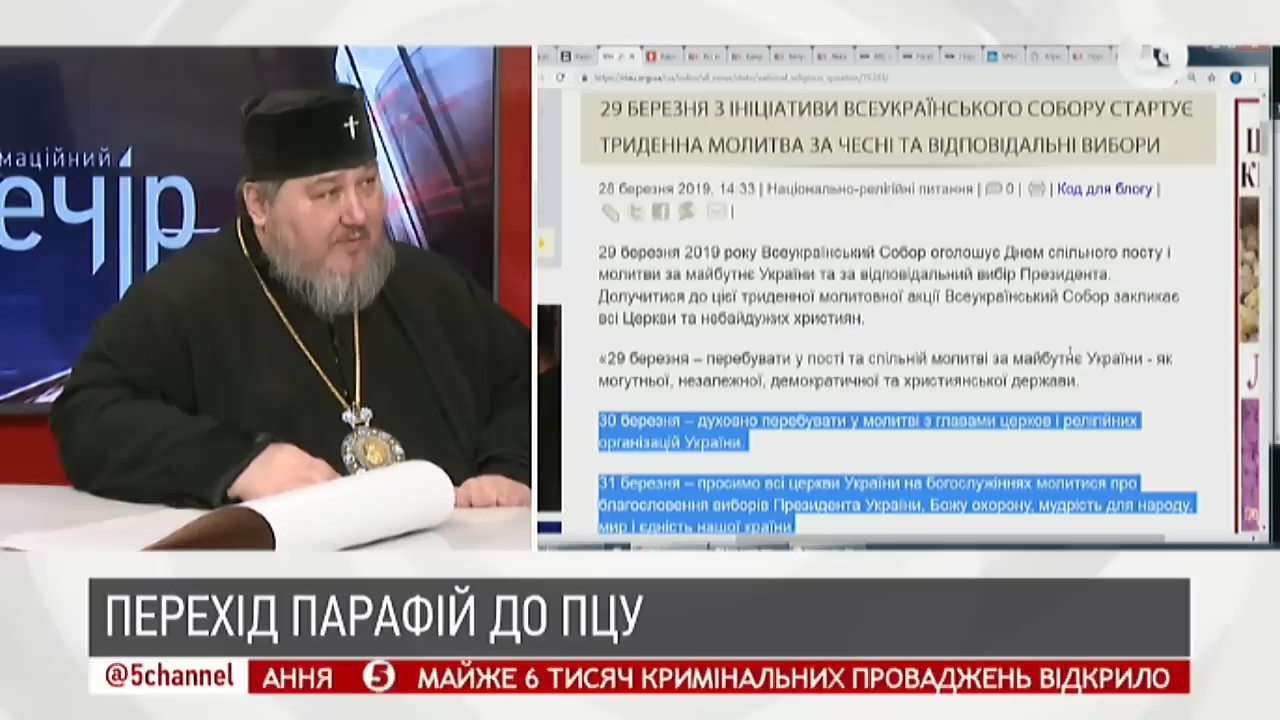 маційний
ечір
29 БЕРЕЗНЯ З ІНІЦІАТИВИ ВСЕУКРАЇНСЬКОГО СОБОРУ СТАРТУЄ
ТРИДЕННА МОЛИТВА ЗА ЧЕСНІ ТА ВІДПОВІДАЛЬНІ ВИБОРИ
28 березня 2019, 14:33 | Національно-релігійні питання | 0 | | Код для блогу |
29 березня 2019 року Всеукраїнський Собор оголошує Днем спільного посту і
молитви за майбутнє України та за відповідальний вибір Президента.
Долучитися до цієї триденної молитовної акції Всеукраїнський Собор закликає
всі Церкви та небайдужих християн.
«29 березня – перебувати у пості та спільній молитві за майбутнє України - як
могутньої, незалежної, демократичної та християнської держави.
30 березня – духовно перебувати у молитві з главами церков і релігійних
організацій України.
31 березня – просимо всі церкви України на богослужіннях молитися про
благословення виборів Президента України, Божу охорону, мудрість для народу,
мир і єдність нашої країни
ПЕРЕХІД ПАРАФІЙ ДО ПЦУ
@5channel АННЯ 5 МАЙЖЕ 6 ТИСЯЧ КРИМІНАЛЬНИХ ПРОВАДЖЕНЬ ВІДКРИЛО